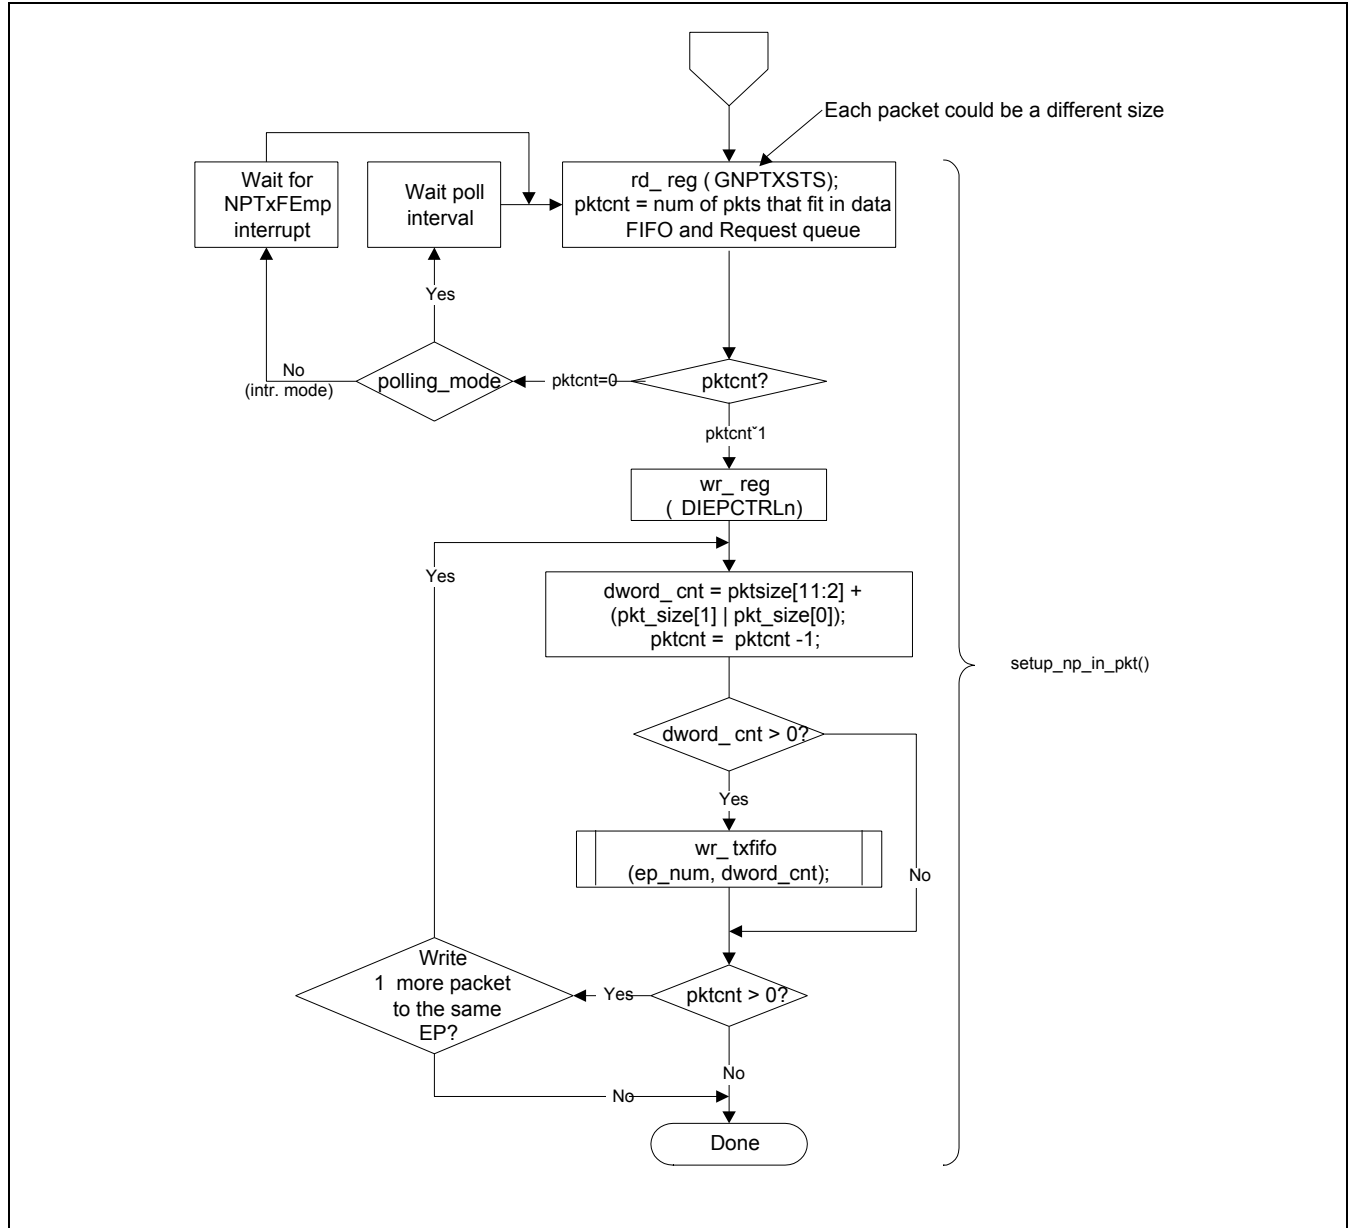 Each packet could be a different size
Wait for
NPTxFEmp
interrupt
Wait poll
interval
rd_ reg ( GNPTXSTS);
pktcnt = num of pkts that fit in data
FIFO and Request queue
Yes
No
(intr. mode)
polling_mode
pktcnt=0
pktcnt?
pktcntˇ1
wr_ reg
( DIEPCTRLn)
Yes
dword_ cnt = pktsize[11:2] +
(pkt_size[1] | pkt_size[0]);
pktcnt = pktcnt -1;
setup_np_in_pkt()
dword_ cnt > 0?
Yes
wr_ txfifo
(ep_num, dword_cnt);
No
Write
1 more packet
to the same
EP?
Yes
pktcnt > 0?
No
No
Done